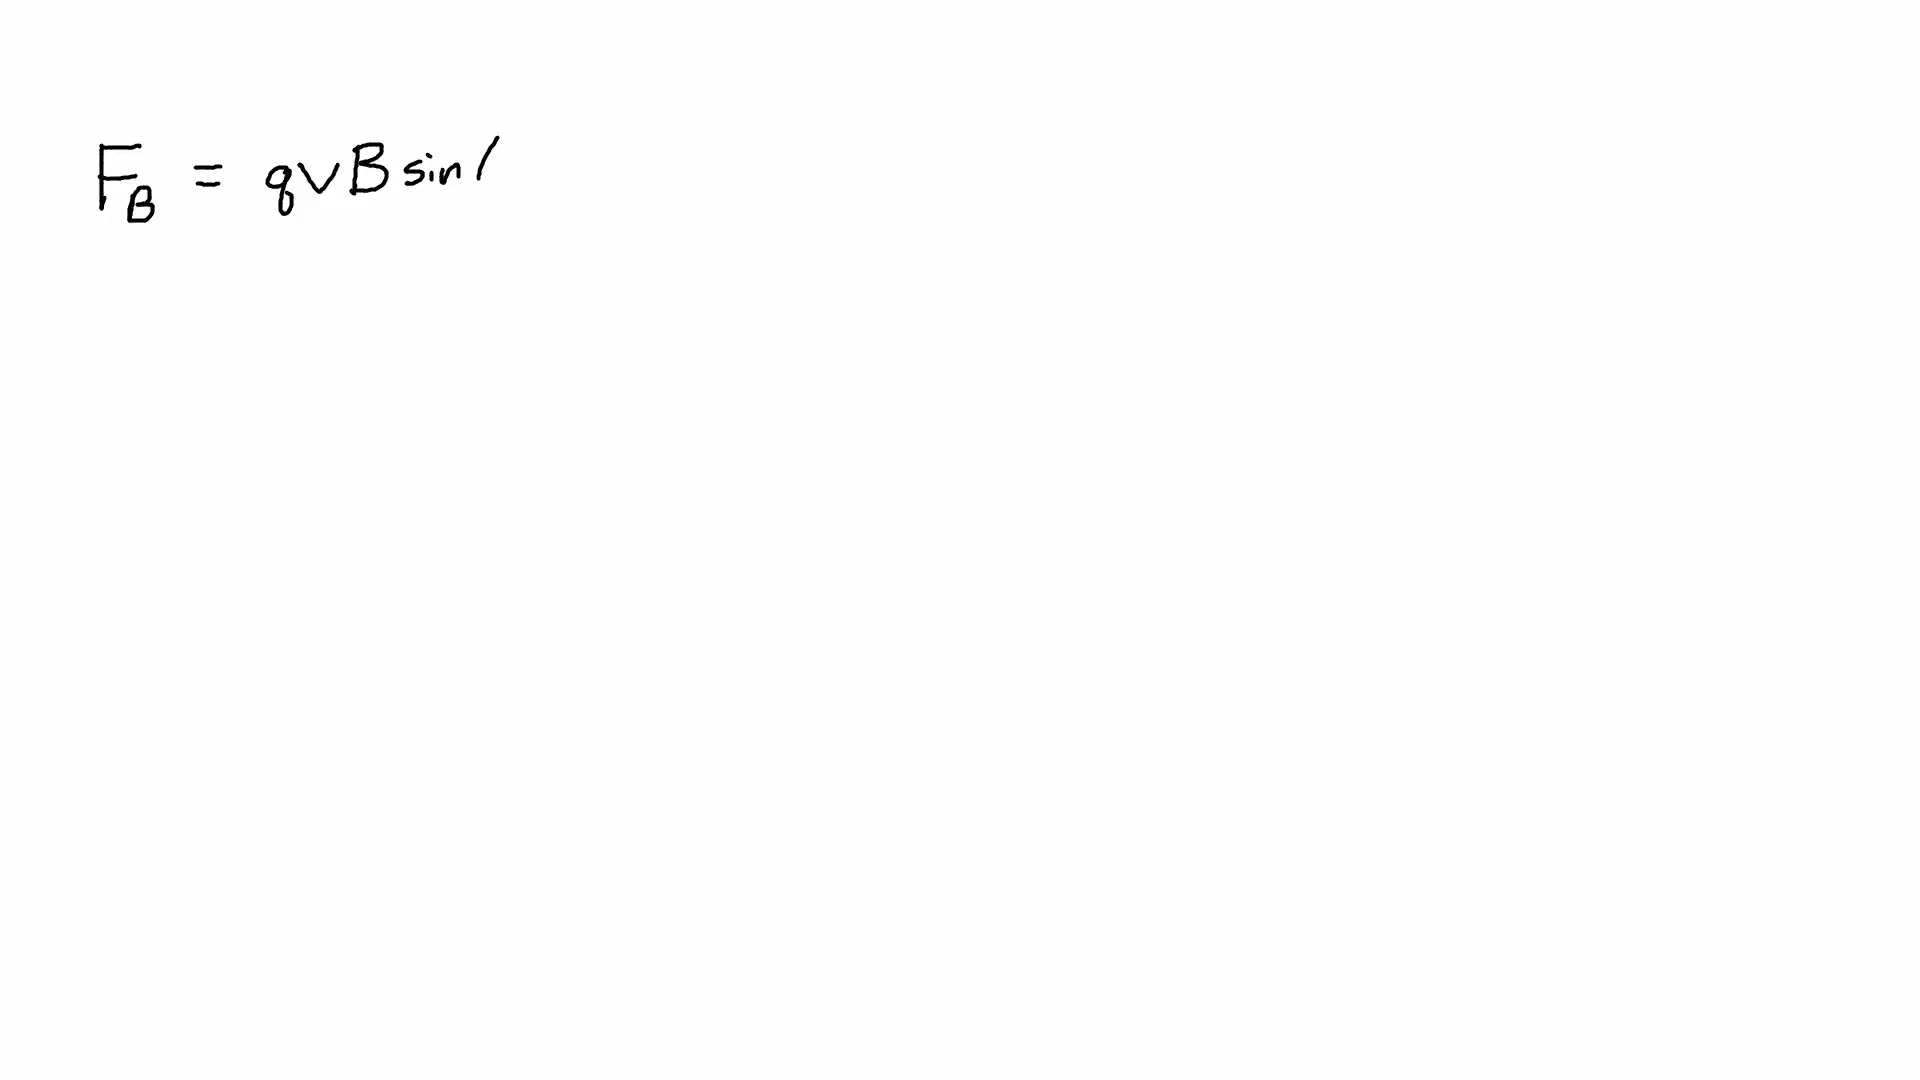 F_B = qvB sin(